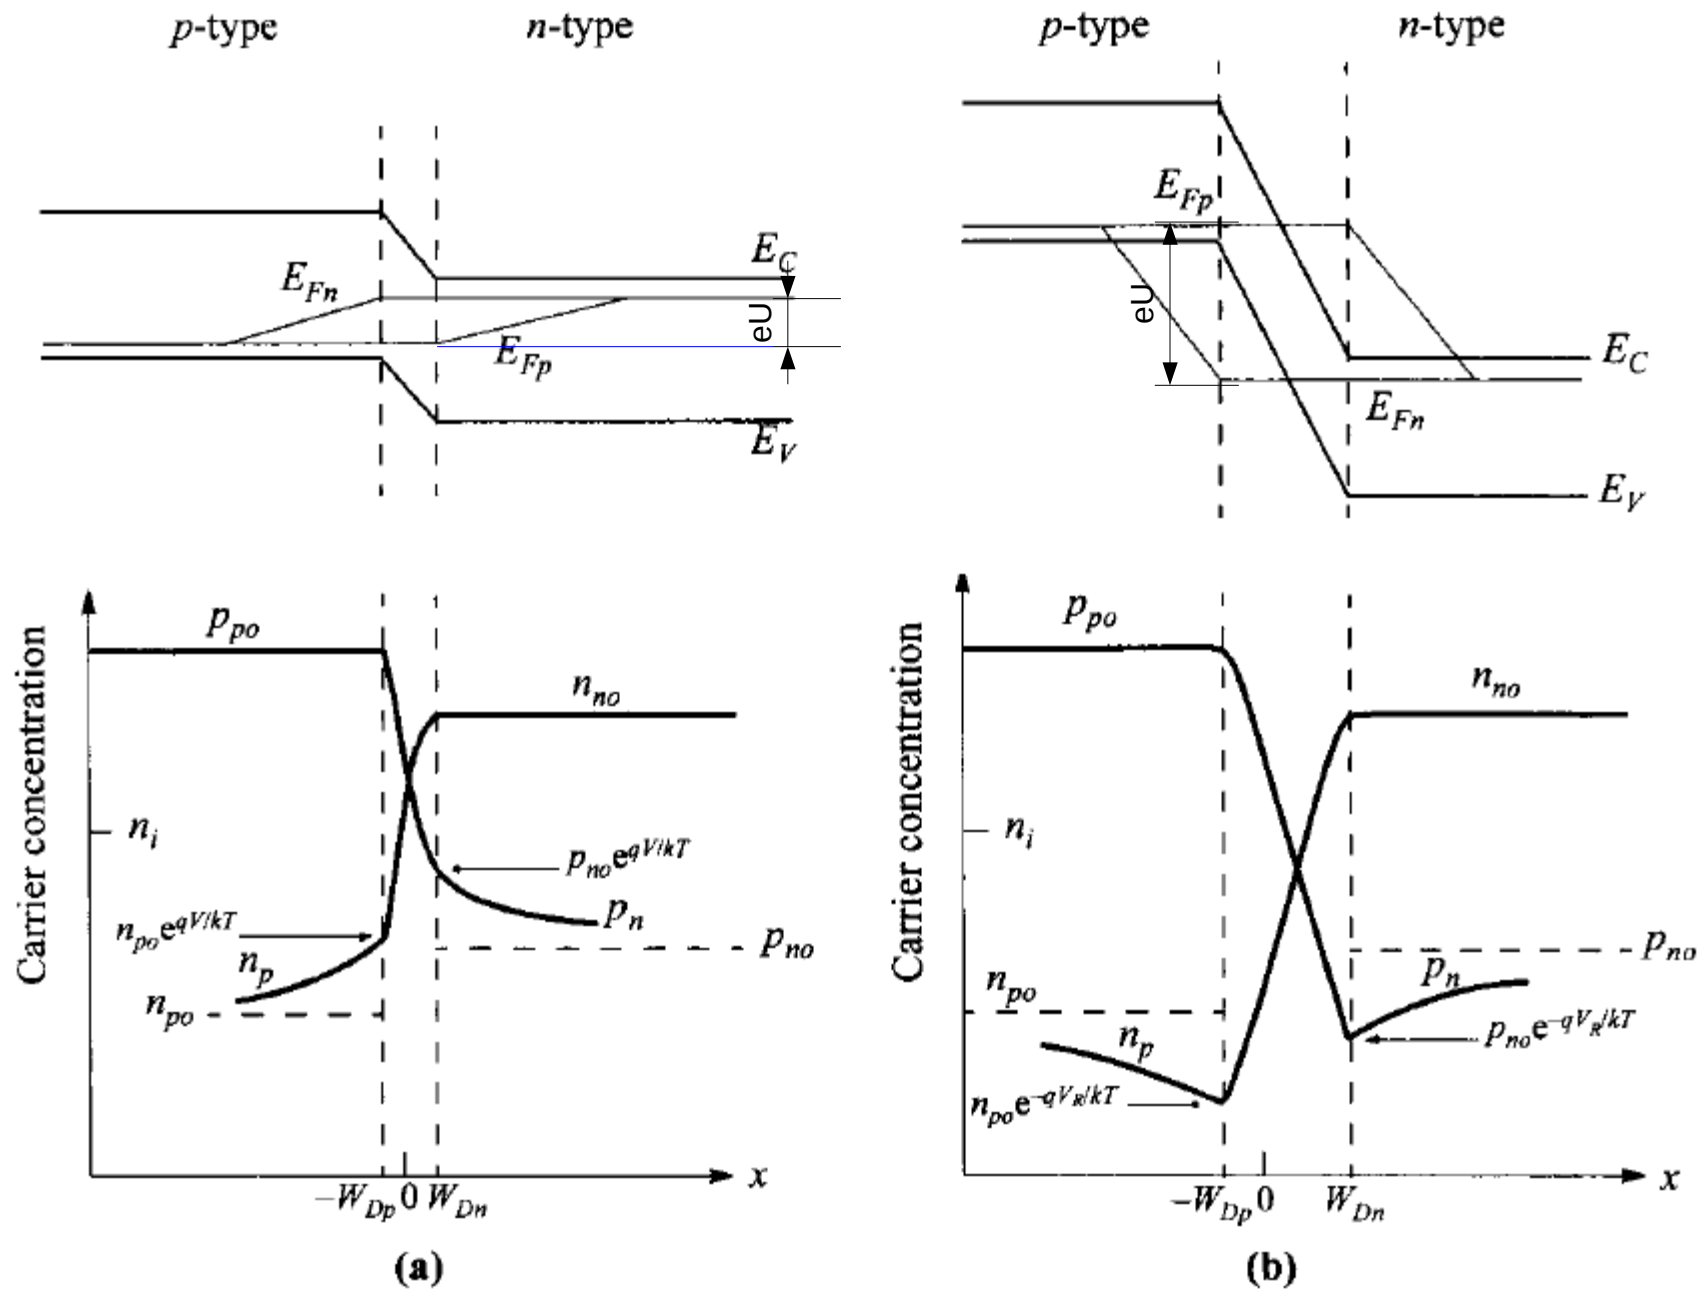 p-type
n-type
E_C
E_Fn
eU
E_Fp
E_V
p-type
n-type
E_Fp
eU
E_C
E_Fn
E_V
Carrier concentration
p_po
n_no
n_i
p_no e^qV/kT
n_po e^qV/kT
p_n
n_p
p_no
n_po
x
–W_Dp 0 W_Dn
(a)
Carrier concentration
p_po
n_no
n_i
p_no
n_po
p_n
n_p
p_no e^–qV_R/kT
n_po e^–qV_R/kT
x
–W_Dp 0 W_Dn
(b)